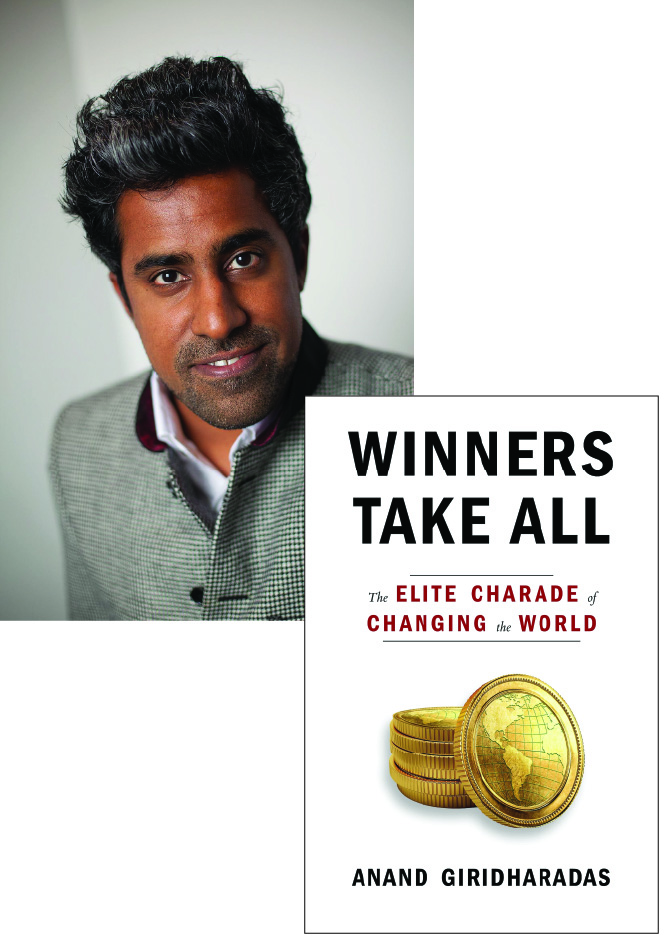 WINNERS
TAKE ALL
The ELITE CHARADE of
CHANGING the WORLD
ANAND GIRIDHARADAS